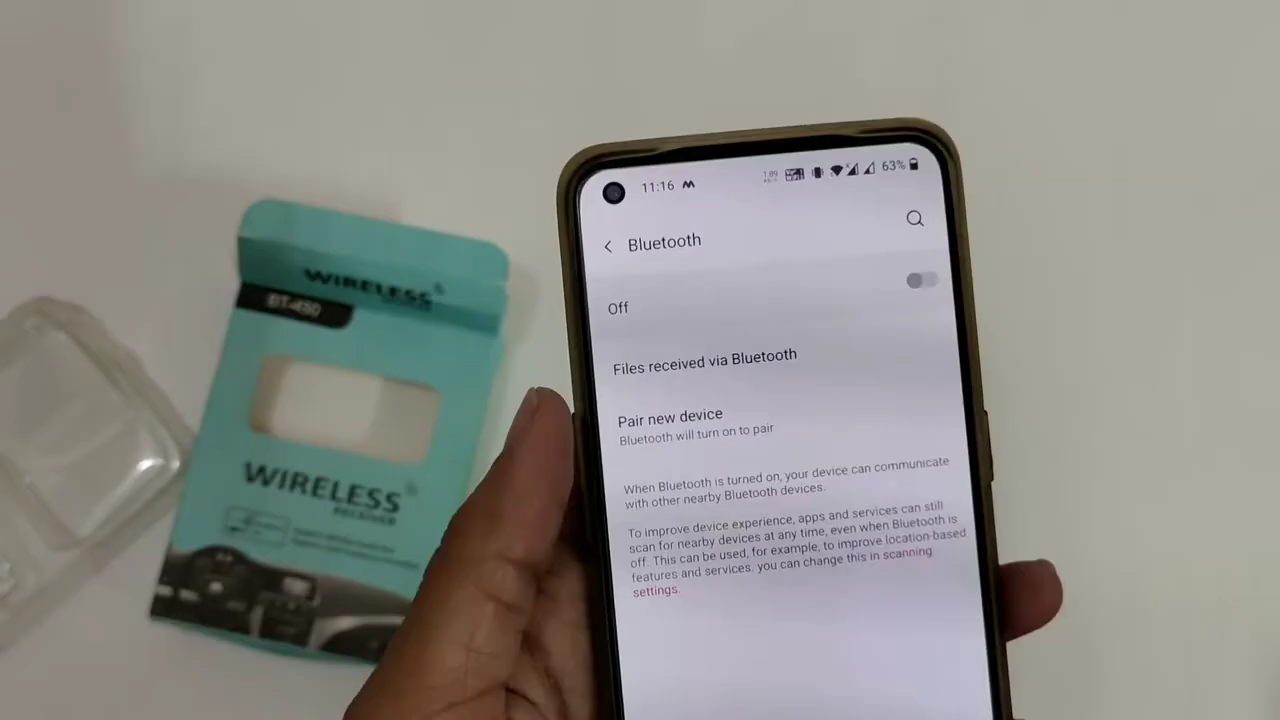 WIRELESS
BT-450
WIRELESS
RECEIVER
11:16
63%
Bluetooth
Off
Files received via Bluetooth
Pair new device
Bluetooth will turn on to pair
When Bluetooth is turned on, your device can communicate
with other nearby Bluetooth devices.
To improve device experience, apps and services can still
scan for nearby devices at any time, even when Bluetooth is
off. This can be used, for example, to improve location-based
features and services. you can change this in scanning
settings.